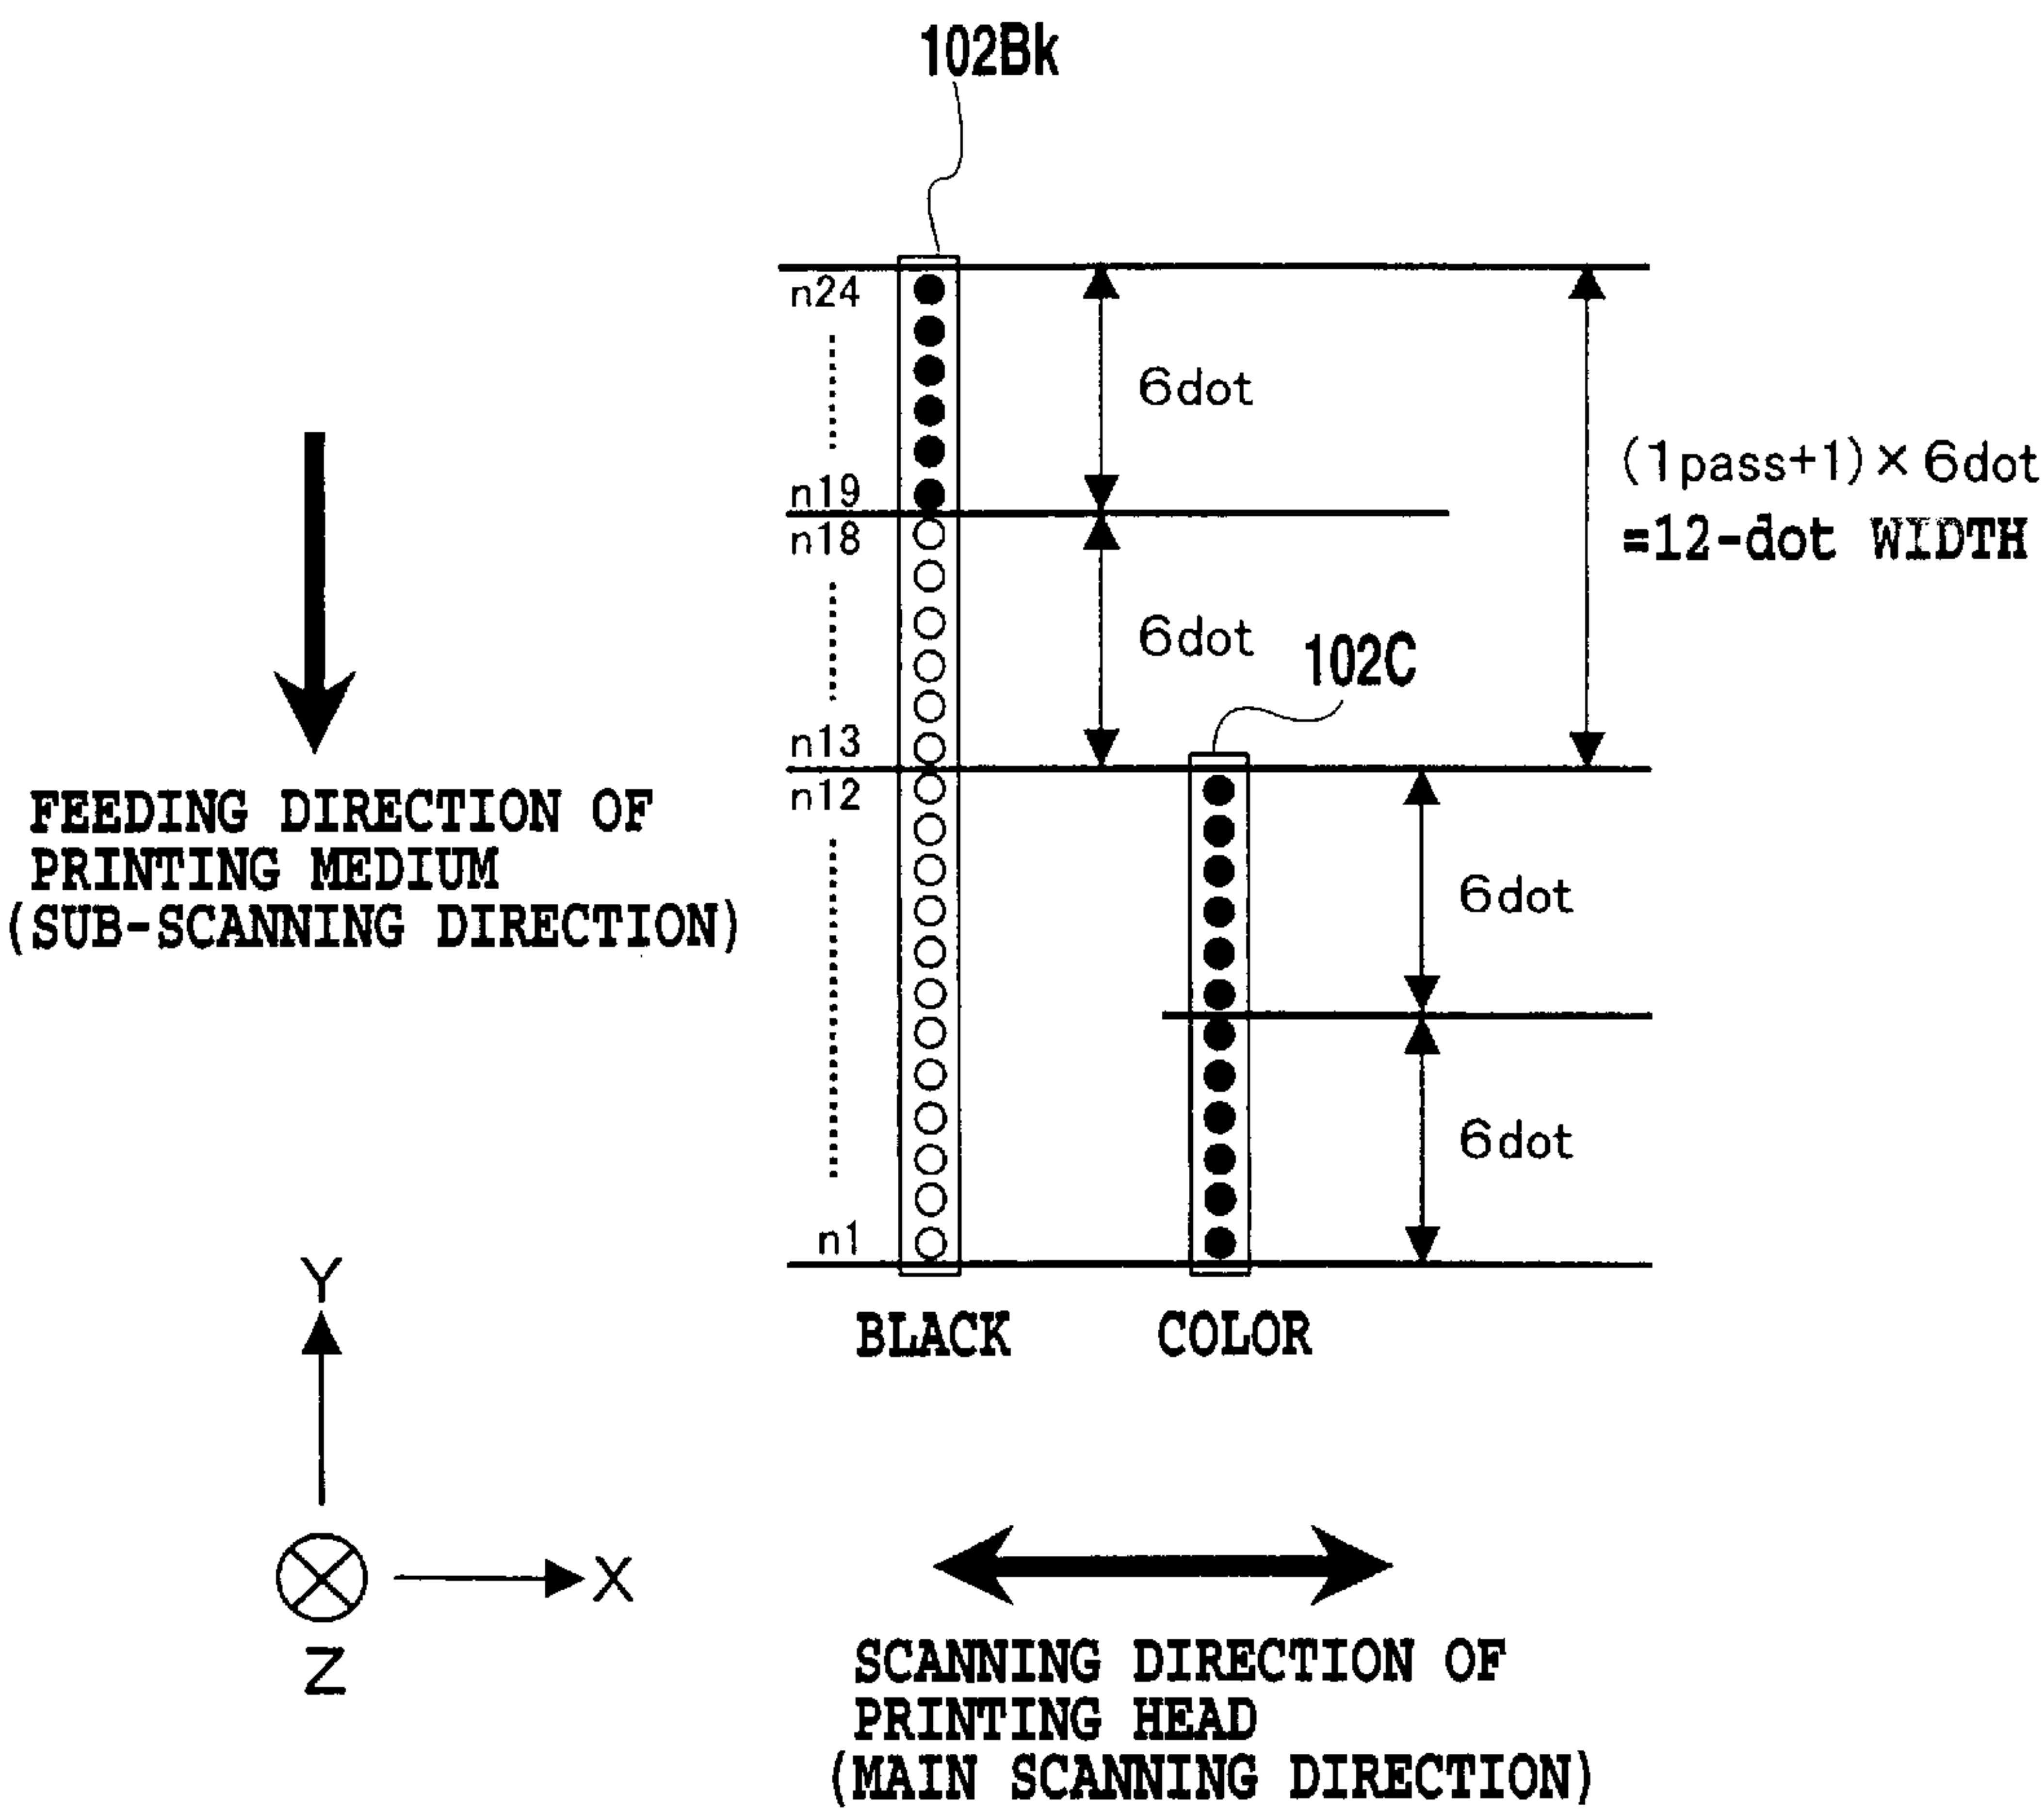 102Bk
n24
6dot
n19
(1pass+1)×6dot
=12-dot WIDTH
n18
6dot
102C
n13
n12
FEEDING DIRECTION OF
PRINTING MEDIUM
(SUB-SCANNING DIRECTION)
6dot
6dot
n1
BLACK
COLOR
Y
X
Z
SCANNING DIRECTION OF
PRINTING HEAD
(MAIN SCANNING DIRECTION)